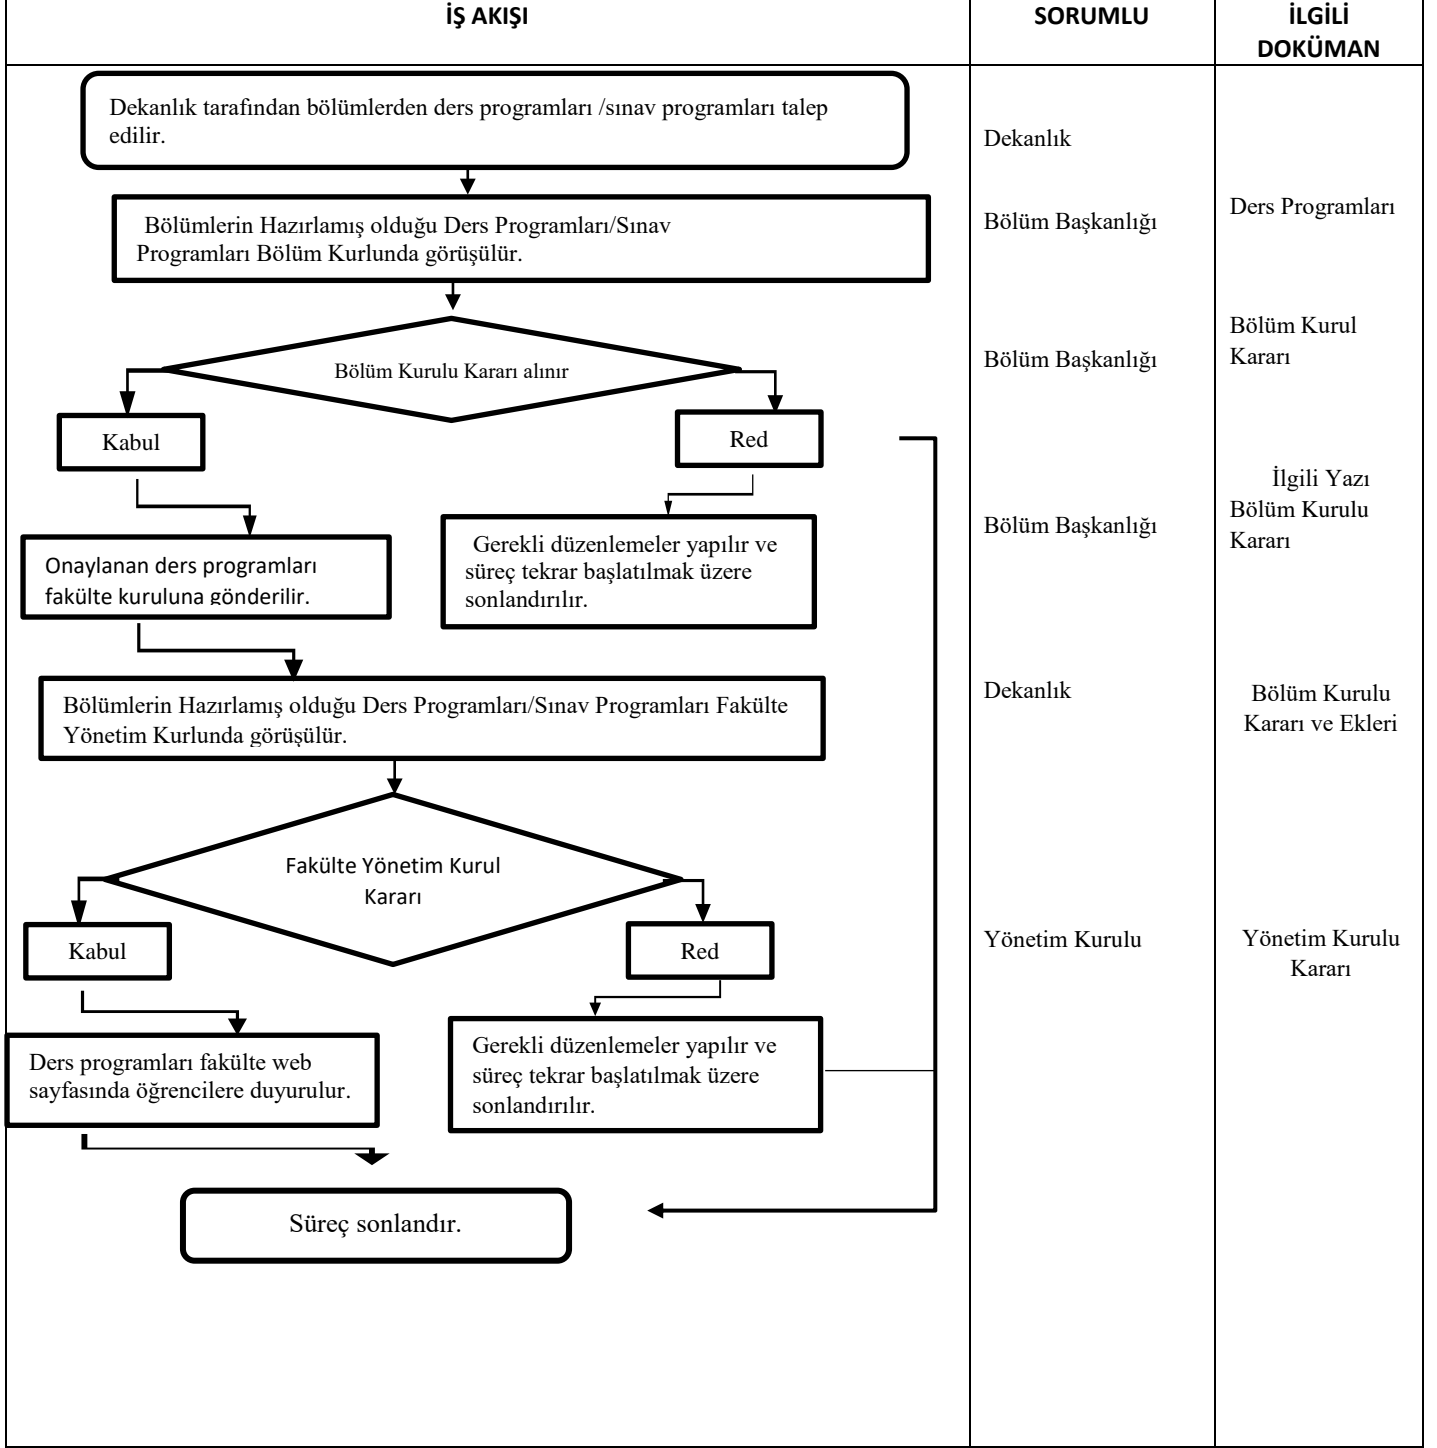 İŞ AKIŞI
SORUMLU
İLGİLİ
DOKÜMAN
Dekanlık tarafından bölümlerden ders programları /sınav programları talep
edilir.
Dekanlık
Bölümlerin Hazırlamış olduğu Ders Programları/Sınav
Programları Bölüm Kurlunda görüşülür.
Bölüm Başkanlığı
Ders Programları
Bölüm Kurulu Kararı alınır
Bölüm Başkanlığı
Bölüm Kurul
Kararı
Kabul
Red
Onaylanan ders programları
fakülte kuruluna gönderilir.
Gerekli düzenlemeler yapılır ve
süreç tekrar başlatılmak üzere
sonlandırılır.
Bölüm Başkanlığı
İlgili Yazı
Bölüm Kurulu
Kararı
Bölümlerin Hazırlamış olduğu Ders Programları/Sınav Programları Fakülte
Yönetim Kurlunda görüşülür.
Dekanlık
Bölüm Kurulu
Kararı ve Ekleri
Fakülte Yönetim Kurul
Kararı
Kabul
Red
Yönetim Kurulu
Yönetim Kurulu
Kararı
Ders programları fakülte web
sayfasında öğrencilere duyurulur.
Gerekli düzenlemeler yapılır ve
süreç tekrar başlatılmak üzere
sonlandırılır.
Süreç sonlandır.